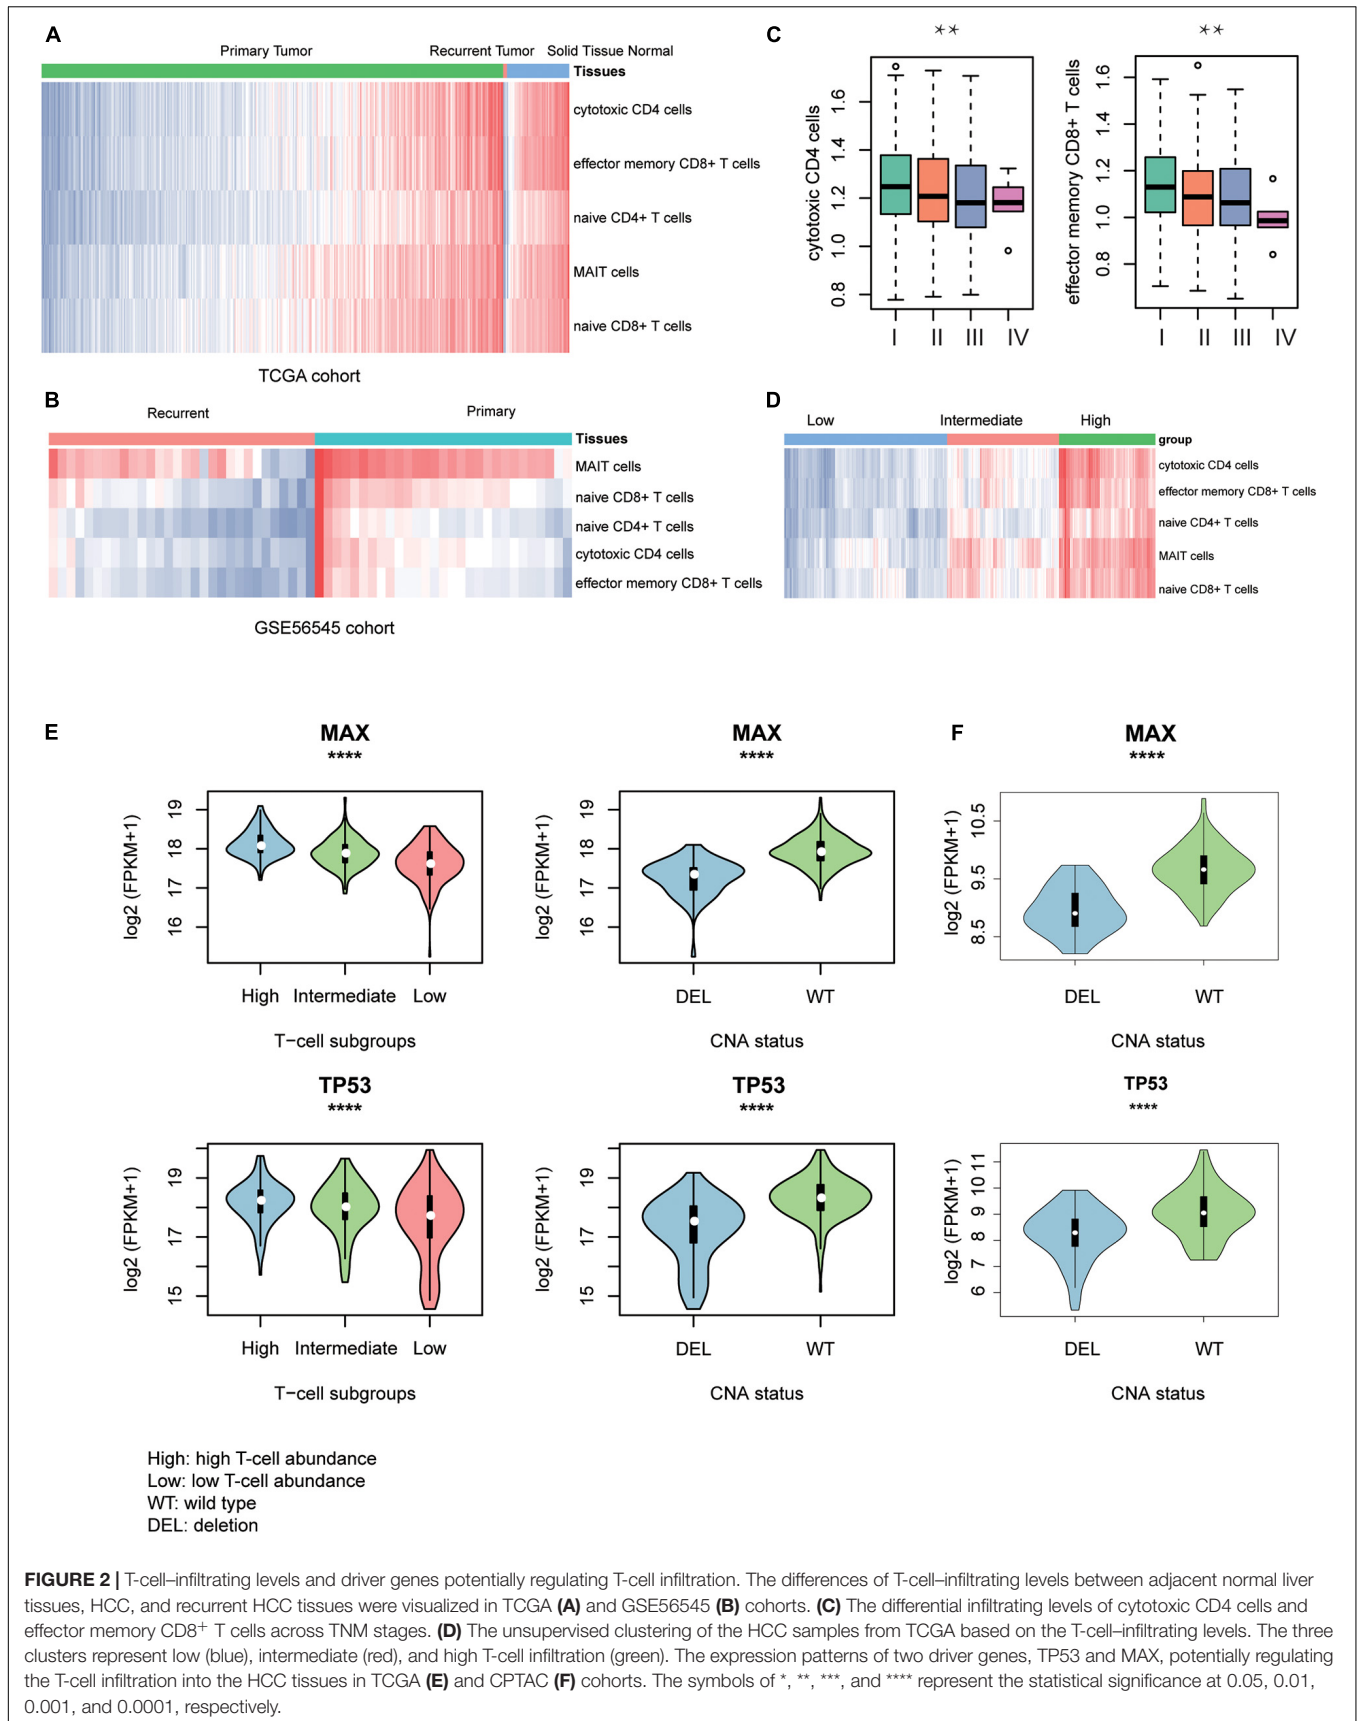 A
Primary Tumor Recurrent Tumor Solid Tissue Normal
Tissues
cytotoxic CD4 cells
effector memory CD8+ T cells
naive CD4+ T cells
MAIT cells
naive CD8+ T cells
TCGA cohort
B
Recurrent Primary
Tissues
MAIT cells
naive CD8+ T cells
naive CD4+ T cells
cytotoxic CD4 cells
effector memory CD8+ T cells
GSE56545 cohort
C
**
cytotoxic CD4 cells
1.6
1.4
1.2
1.0
0.8
I II III IV
**
effector memory CD8+ T cells
1.6
1.4
1.2
1.0
0.8
I II III IV
D
Low Intermediate High
group
cytotoxic CD4 cells
effector memory CD8+ T cells
naive CD4+ T cells
MAIT cells
naive CD8+ T cells
E
MAX
****
log2 (FPKM+1)
19
18
17
16
High Intermediate Low
T−cell subgroups
MAX
****
log2 (FPKM+1)
19
18
17
16
DEL WT
CNA status
F
MAX
****
log2 (FPKM+1)
10.5
9.5
8.5
DEL WT
CNA status
TP53
****
log2 (FPKM+1)
19
17
15
High Intermediate Low
T−cell subgroups
TP53
****
log2 (FPKM+1)
19
17
15
DEL WT
CNA status
TP53
****
log2 (FPKM+1)
11
10
9
8
7
6
DEL WT
CNA status
High: high T-cell abundance
Low: low T-cell abundance
WT: wild type
DEL: deletion
FIGURE 2 | T-cell–infiltrating levels and driver genes potentially regulating T-cell infiltration. The differences of T-cell–infiltrating levels between adjacent normal liver
tissues, HCC, and recurrent HCC tissues were visualized in TCGA (A) and GSE56545 (B) cohorts. (C) The differential infiltrating levels of cytotoxic CD4 cells and
effector memory CD8+ T cells across TNM stages. (D) The unsupervised clustering of the HCC samples from TCGA based on the T-cell–infiltrating levels. The three
clusters represent low (blue), intermediate (red), and high T-cell infiltration (green). The expression patterns of two driver genes, TP53 and MAX, potentially regulating
the T-cell infiltration into the HCC tissues in TCGA (E) and CPTAC (F) cohorts. The symbols of *, **, ***, and **** represent the statistical significance at 0.05, 0.01,
0.001, and 0.0001, respectively.